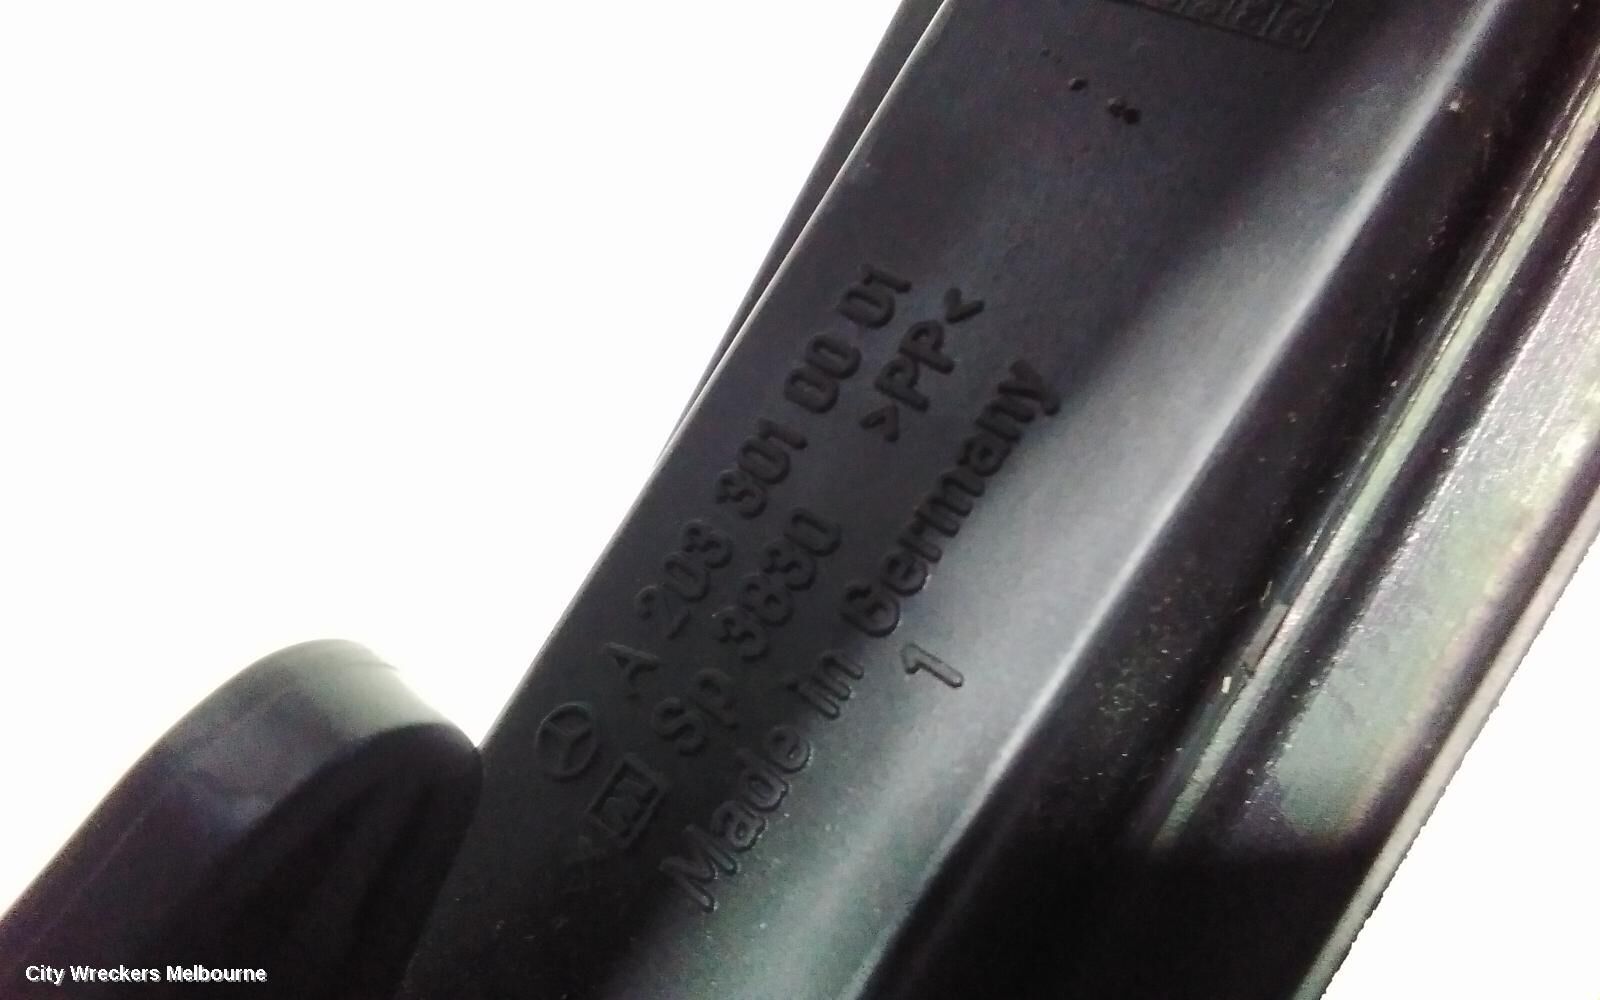 A 203 301 00 01
Sp 3830 >PP<
Made in Germany
1
City Wreckers Melbourne